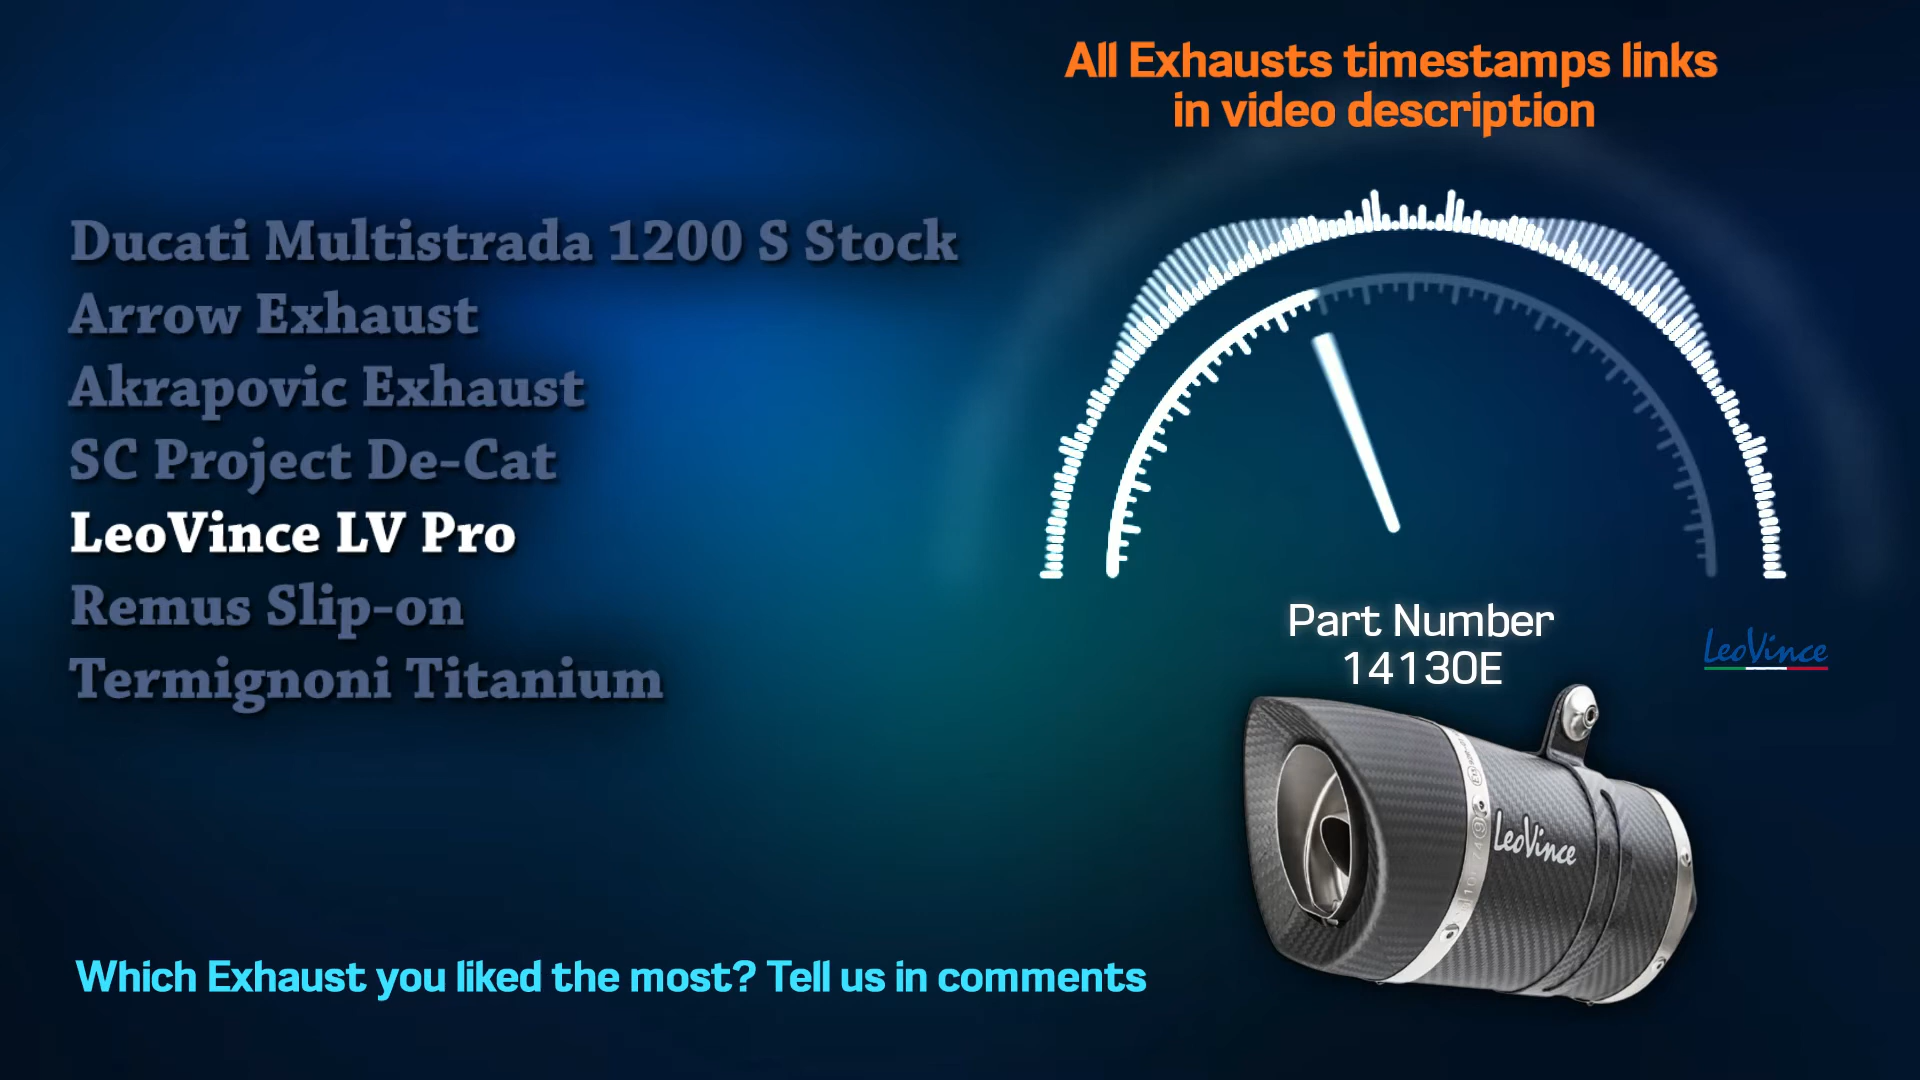 All Exhausts timestamps links
in video description
Ducati Multistrada 1200 S Stock
Arrow Exhaust
Akrapovic Exhaust
SC Project De-Cat
LeoVince LV Pro
Remus Slip-on
Termignoni Titanium
Part Number
14130E
LeoVince
LeoVince
Which Exhaust you liked the most? Tell us in comments